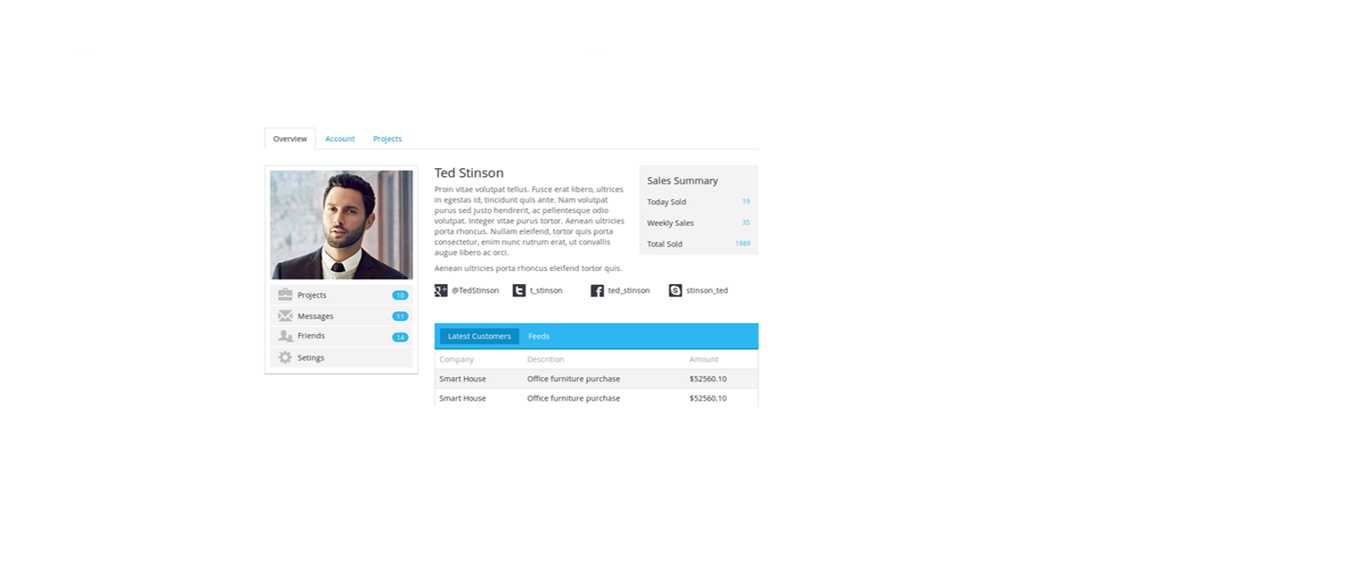 Overview Account Projects
Ted Stinson
Proin vitae volutpat tellus. Fusce erat libero, ultrices
in egestas id, tincidunt quis ante. Nam volutpat
purus sed justo hendrerit, ac pellentesque odio
volutpat. Integer vitae purus tortor. Aenean ultricies
porta rhoncus. Nullam eleifend, tortor quis porta
consectetur, enim nunc rutrum erat, ut convallis
augue libero ac orci.
Aenean ultricies porta rhoncus eleifend tortor quis.
Sales Summary
Today Sold 19
Weekly Sales 35
Total Sold 1989
@TedStinson t_stinson ted_stinson stinson_ted
Projects 10
Messages 11
Friends 14
Setings
Latest Customers Feeds
Company Descrition Amount
Smart House Office furniture purchase $52560.10
Smart House Office furniture purchase $52560.10